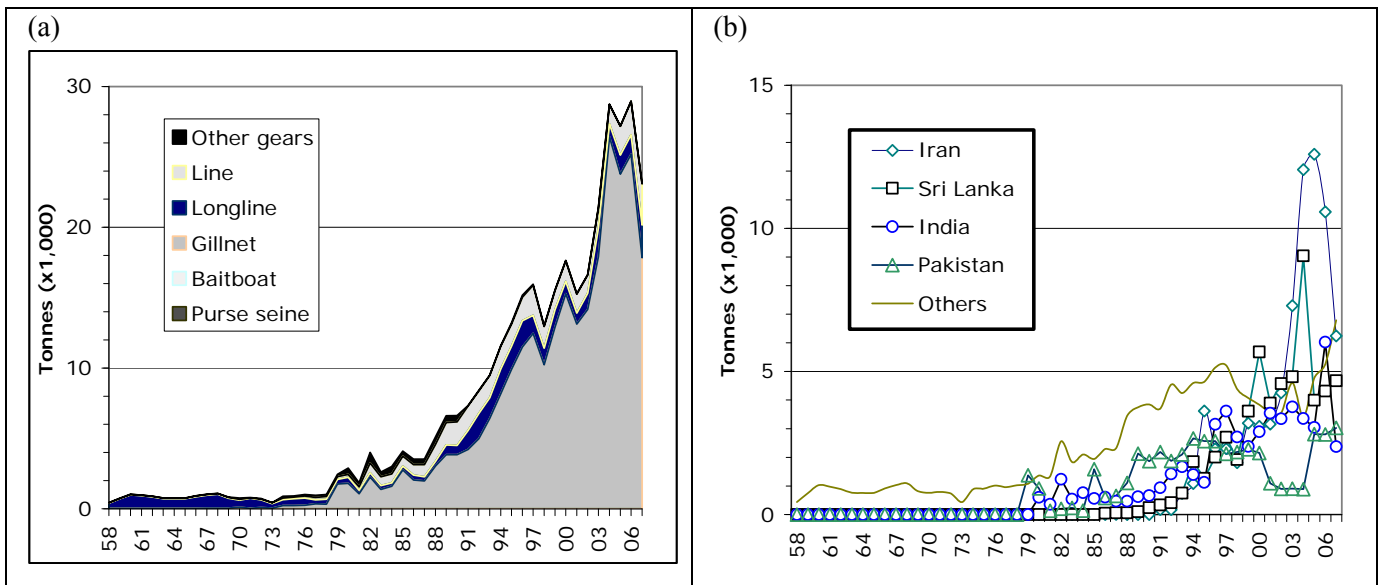 (a)
30
20
10
0
Tonnes (x1,000)
Other gears
Line
Longline
Gillnet
Baitboat
Purse seine
58 61 64 67 70 73 76 79 82 85 88 91 94 97 00 03 06
(b)
15
10
5
0
Tonnes (x1,000)
Iran
Sri Lanka
India
Pakistan
Others
58 61 64 67 70 73 76 79 82 85 88 91 94 97 00 03 06